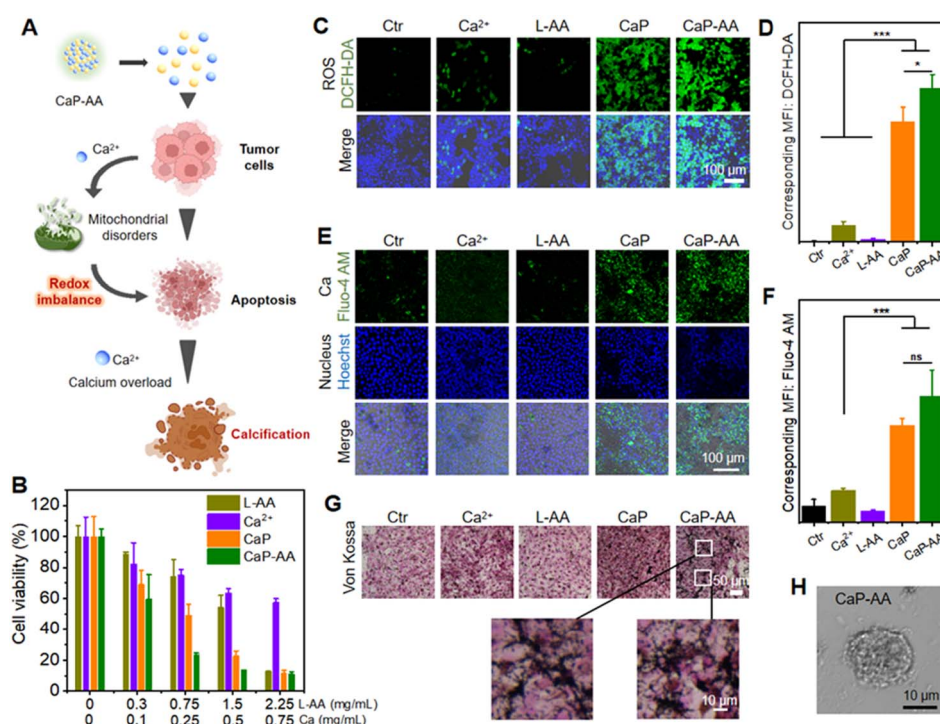 A
CaP-AA
Ca²⁺
Tumor
cells
Mitochondrial
disorders
Redox
imbalance
Apoptosis
Ca²⁺
Calcium overload
Calcification
B
Cell viability (%)
120
100
80
60
40
20
0
L-AA
Ca²⁺
CaP
CaP-AA
0 0.3 0.75 1.5 2.25 L-AA (mg/mL)
0 0.1 0.25 0.5 0.75 Ca (mg/mL)
C
Ctr Ca²⁺ L-AA CaP CaP-AA
ROS
DCFH-DA
Merge
100 µm
D
Corresponding MFI: DCFH-DA
***
*
Ctr Ca²⁺ L-AA CaP CaP-AA
E
Ctr Ca²⁺ L-AA CaP CaP-AA
Ca
Fluo-4 AM
Nucleus
Hoechst
Merge
100 µm
F
Corresponding MFI: Fluo-4 AM
***
ns
Ctr Ca²⁺ L-AA CaP CaP-AA
G
Ctr Ca²⁺ L-AA CaP CaP-AA
Von Kossa
50 µm
10 µm
H
CaP-AA
10 µm